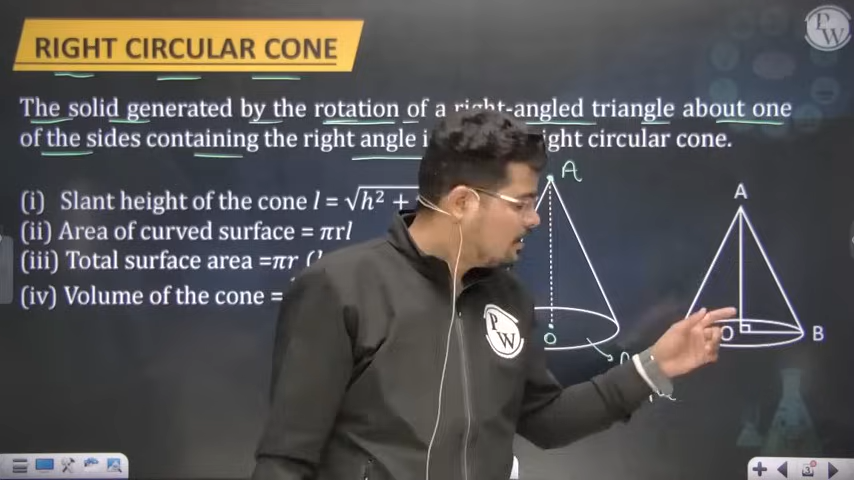 RIGHT CIRCULAR CONE
PW
The solid generated by the rotation of a right-angled triangle about one
of the sides containing the right angle i ight circular cone.
(i) Slant height of the cone l = √h² +
(ii) Area of curved surface = πrl
(iii) Total surface area =πr (l
(iv) Volume of the cone =
A
O
A
O
B
PW
3